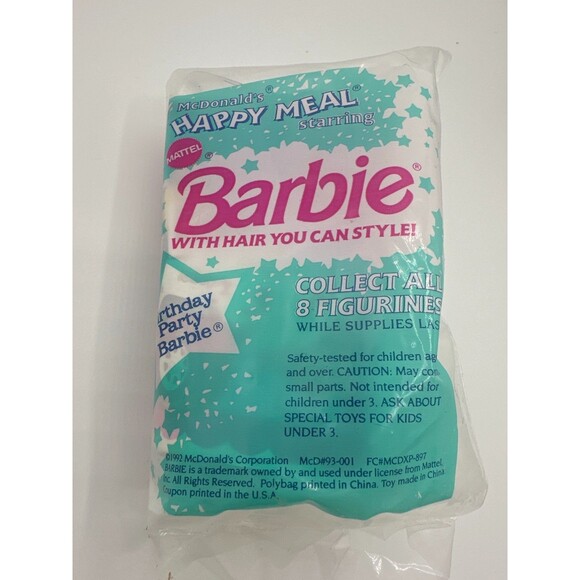 McDonald's®
HAPPY MEAL®
starring
MATTEL®
Barbie®
WITH HAIR YOU CAN STYLE!
COLLECT ALL
8 FIGURINES
WHILE SUPPLIES LAS
rthday
Party
Barbie®
Safety-tested for children ag
and over. CAUTION: May con
small parts. Not intended for
children under 3. ASK ABOUT
SPECIAL TOYS FOR KIDS
UNDER 3.
©1992 McDonald's Corporation McD#93-001 FC#MCDXP-897
BARBIE is a trademark owned by and used under license from Mattel,
Inc. All Rights Reserved. Polybag printed in China. Toy made in China.
Coupon printed in the U.S.A.